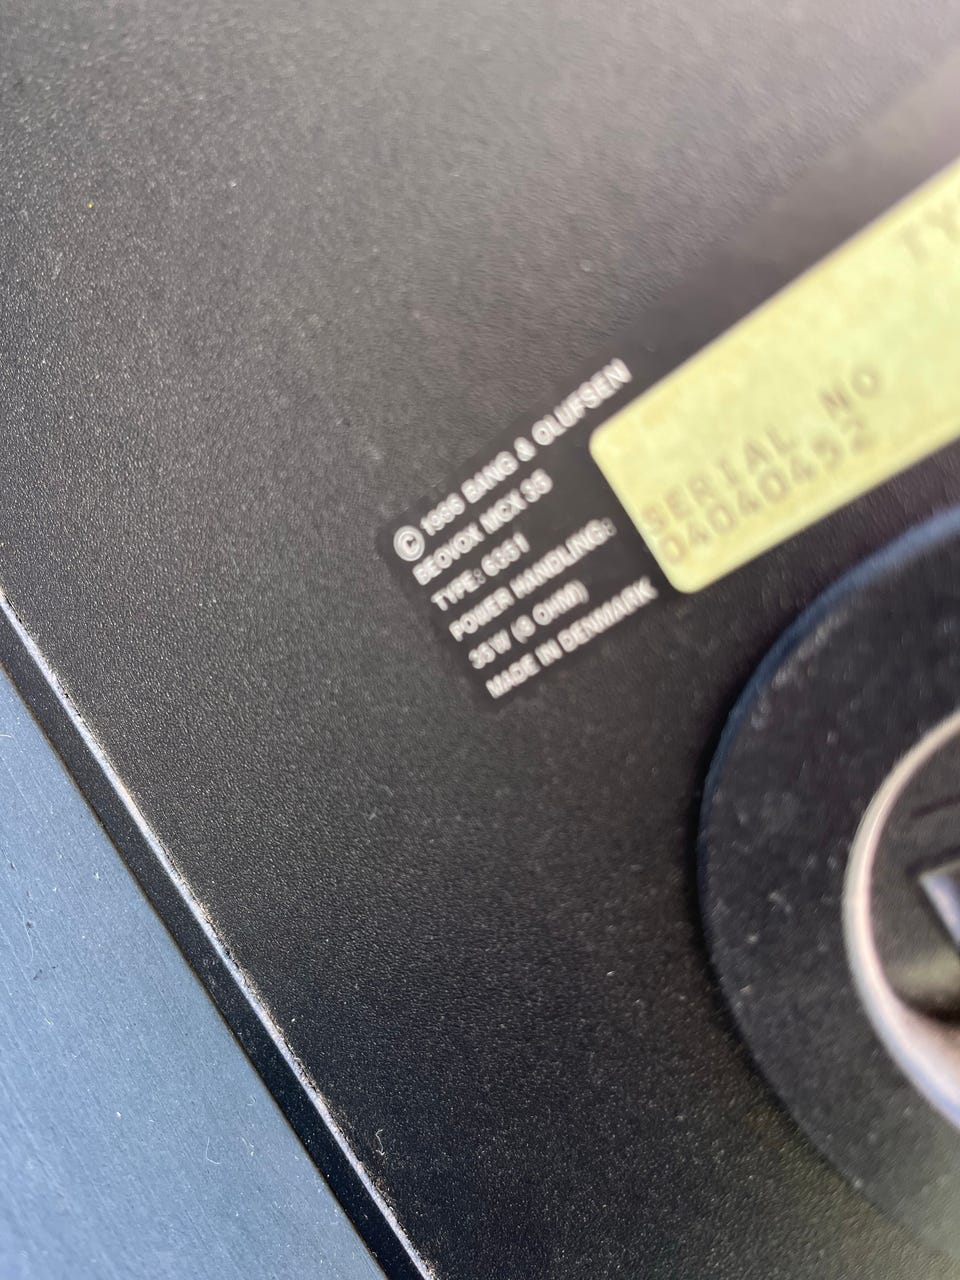 © 1986 BANG & OLUFSEN
BEOVOX MCX 35
TYPE: 6351
POWER HANDLING:
35W (8 OHM)
MADE IN DENMARK
TY
SERIAL NO
04040452